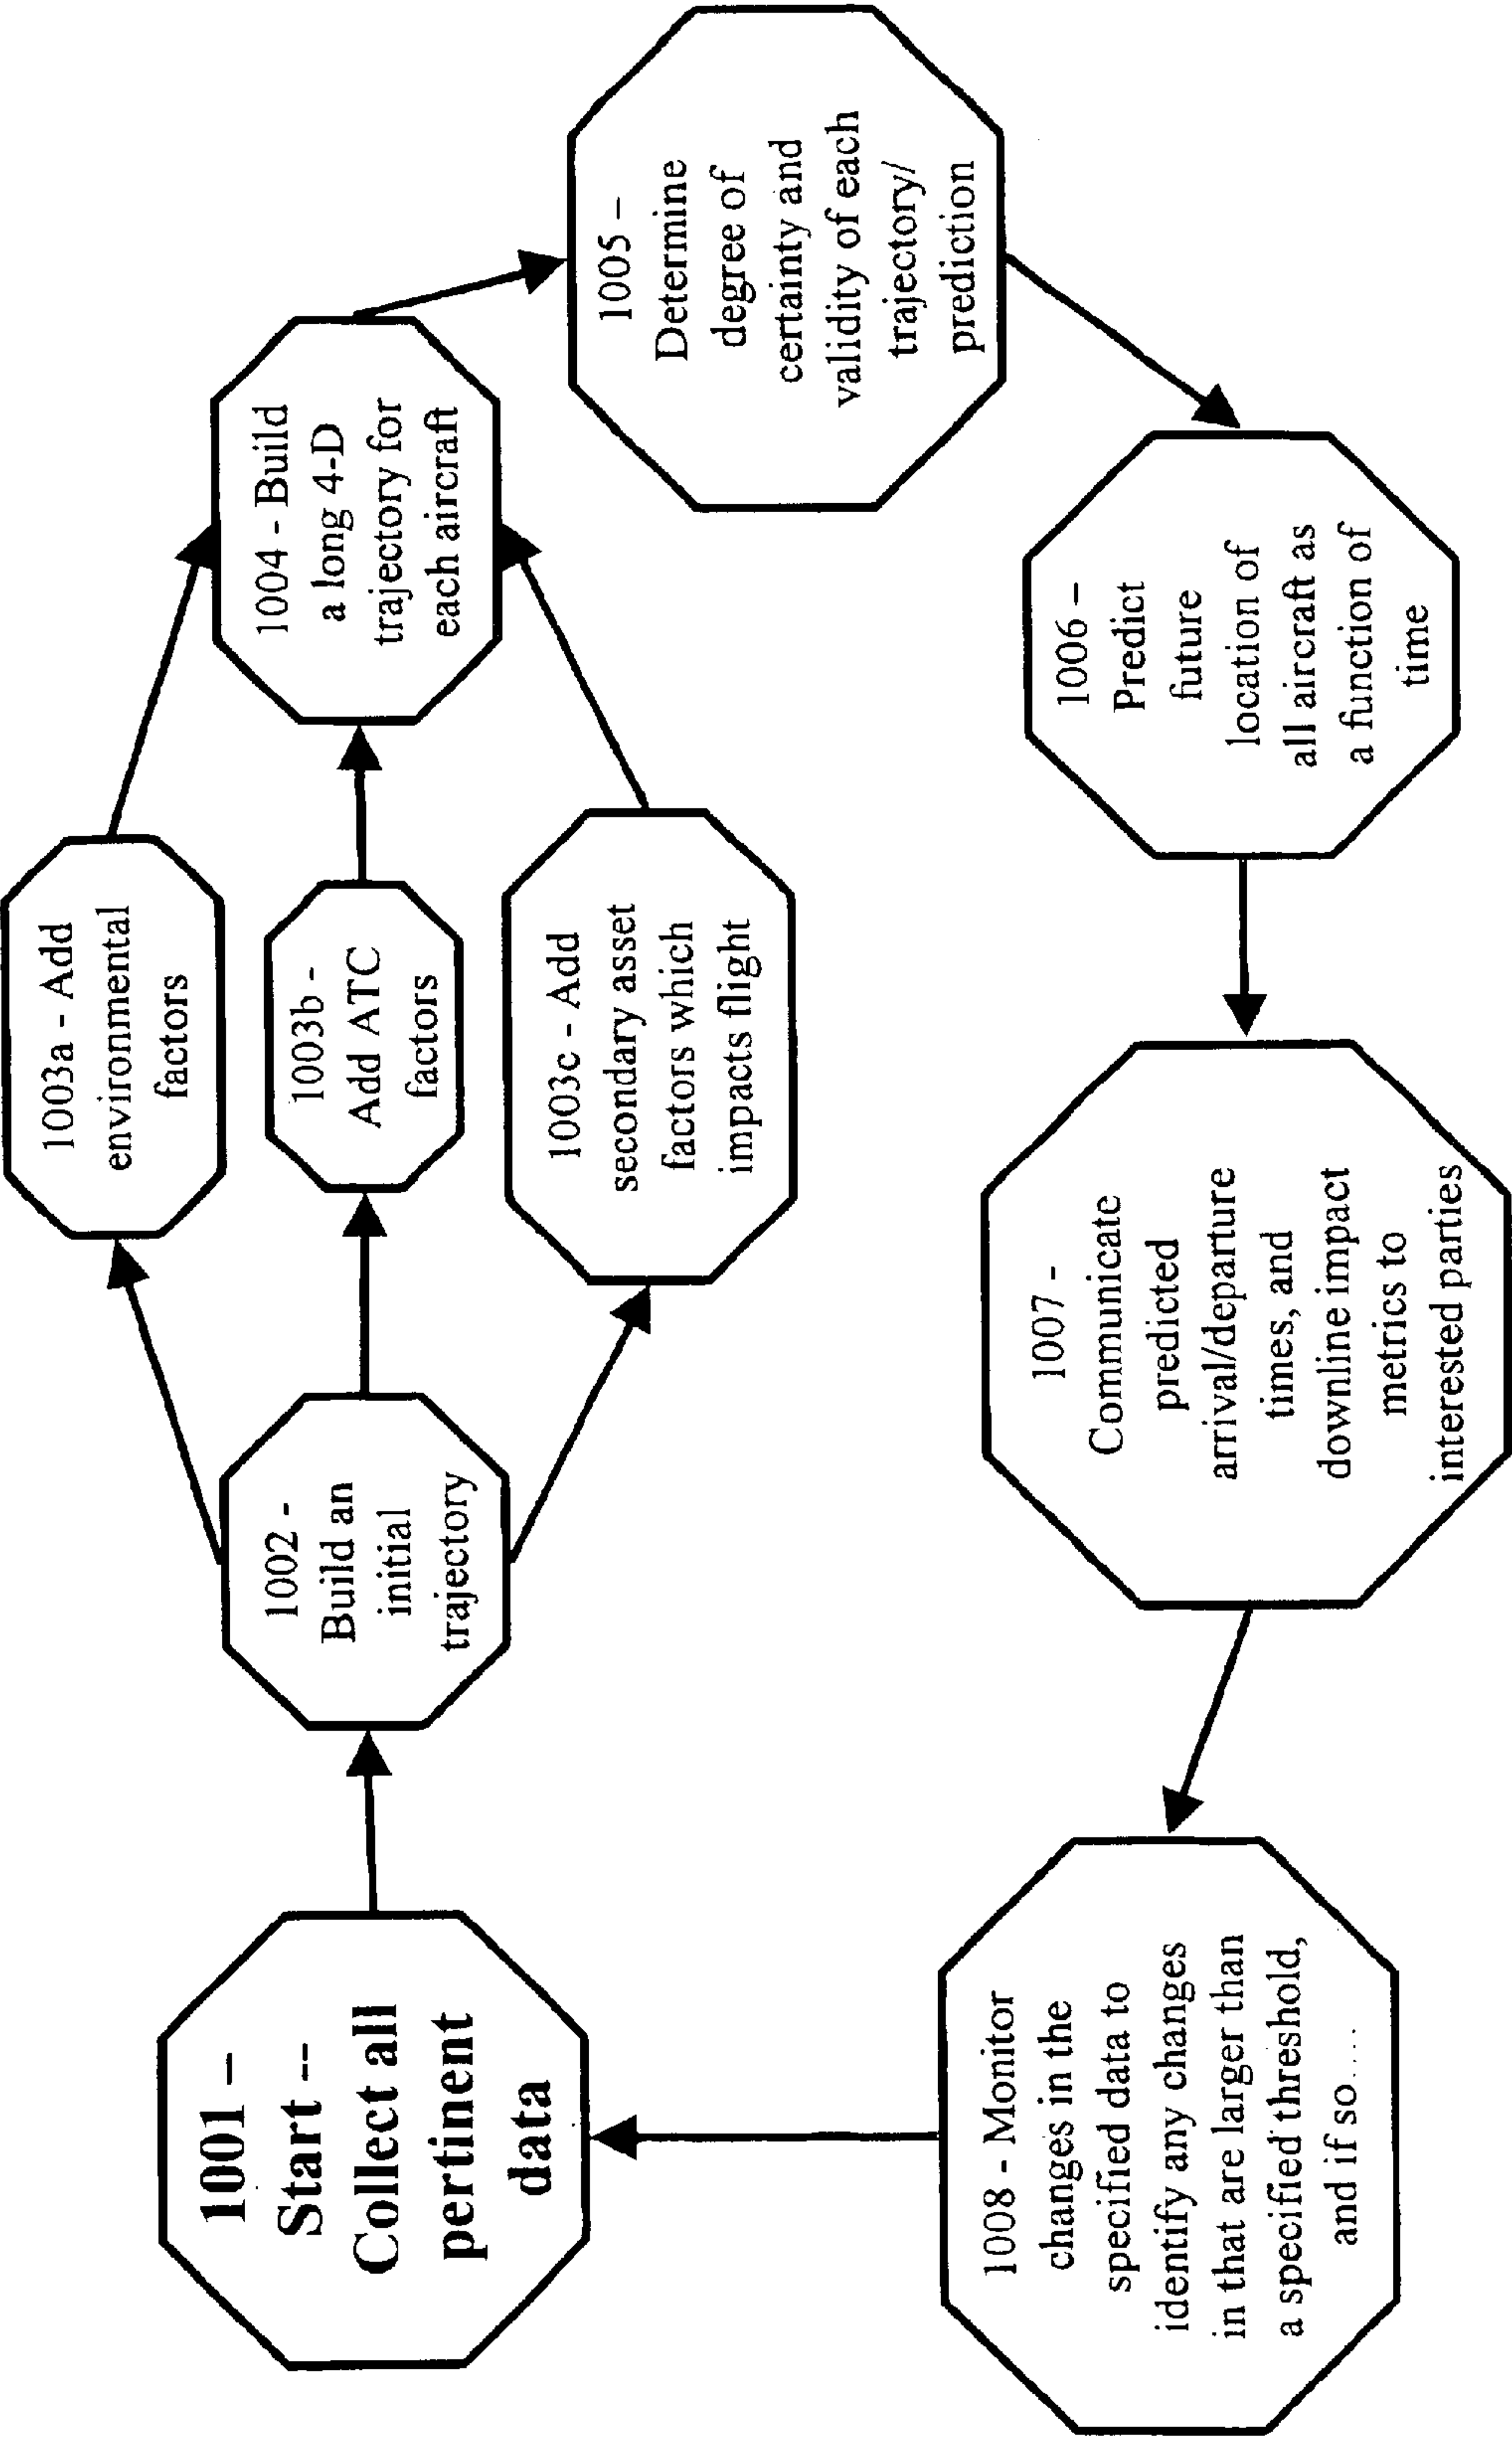 1001 –
Start --
Collect all
pertinent
data
1002 -
Build an
initial
trajectory
1003a - Add
environmental
factors
1003b -
Add ATC
factors
1003c - Add
secondary asset
factors which
impacts flight
1004 - Build
a long 4-D
trajectory for
each aircraft
1005 –
Determine
degree of
certainty and
validity of each
trajectory/
prediction
1006 –
Predict
future
location of
all aircraft as
a function of
time
1007 -
Communicate
predicted
arrival/departure
times, and
downline impact
metrics to
interested parties
1008 - Monitor
changes in the
specified data to
identify any changes
in that are larger than
a specified threshold,
and if so.....